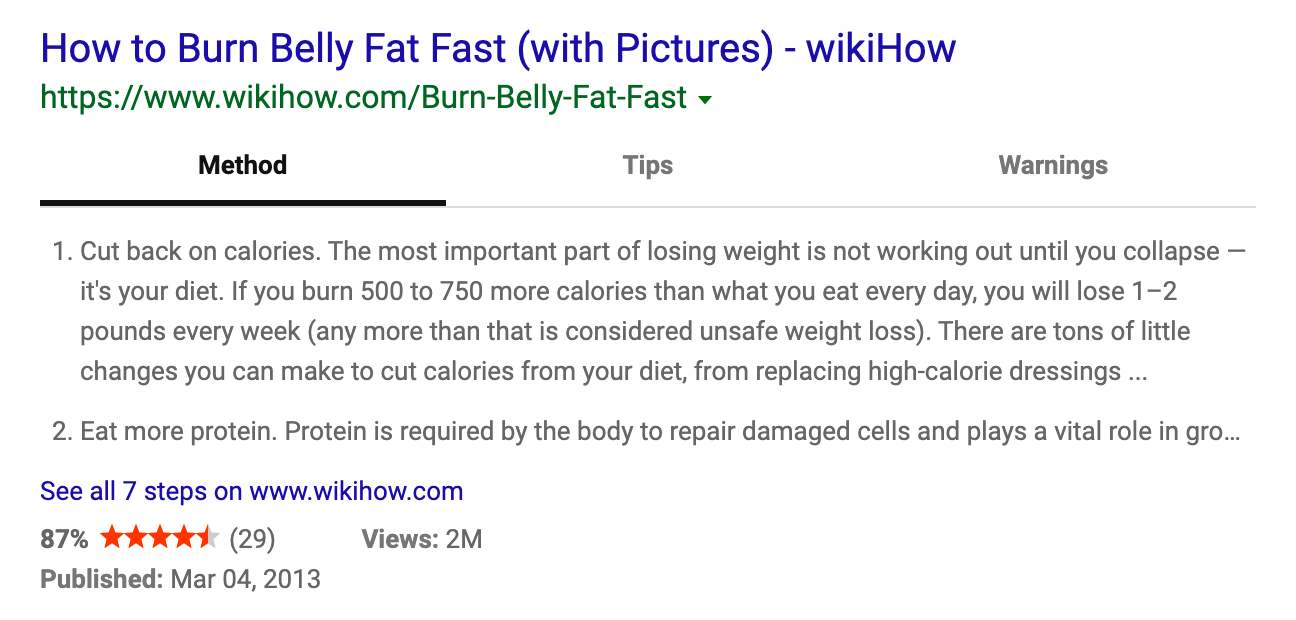 How to Burn Belly Fat Fast (with Pictures) - wikiHow
https://www.wikihow.com/Burn-Belly-Fat-Fast
Method Tips Warnings
1. Cut back on calories. The most important part of losing weight is not working out until you collapse —
it's your diet. If you burn 500 to 750 more calories than what you eat every day, you will lose 1–2
pounds every week (any more than that is considered unsafe weight loss). There are tons of little
changes you can make to cut calories from your diet, from replacing high-calorie dressings ...
2. Eat more protein. Protein is required by the body to repair damaged cells and plays a vital role in gro...
See all 7 steps on www.wikihow.com
87% (29) Views: 2M
Published: Mar 04, 2013